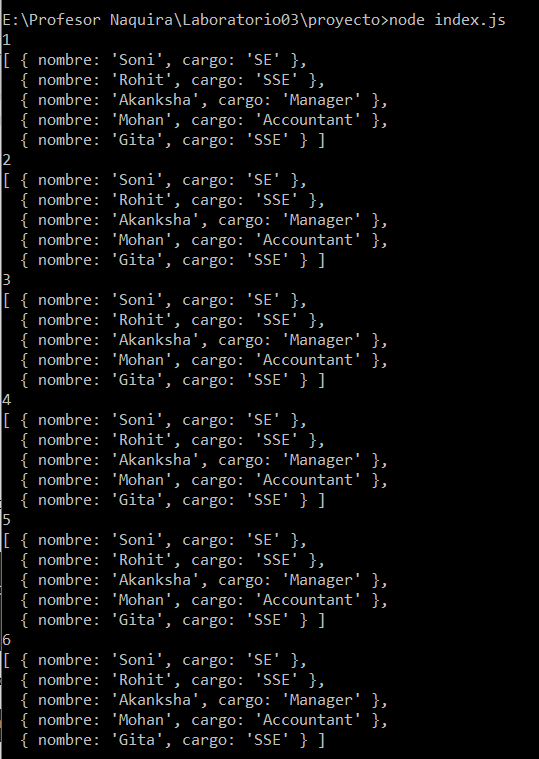 E:\Profesor Naquira\Laboratorio03\proyecto>node index.js
1
[ { nombre: 'Soni', cargo: 'SE' },
  { nombre: 'Rohit', cargo: 'SSE' },
  { nombre: 'Akanksha', cargo: 'Manager' },
  { nombre: 'Mohan', cargo: 'Accountant' },
  { nombre: 'Gita', cargo: 'SSE' } ]
2
[ { nombre: 'Soni', cargo: 'SE' },
  { nombre: 'Rohit', cargo: 'SSE' },
  { nombre: 'Akanksha', cargo: 'Manager' },
  { nombre: 'Mohan', cargo: 'Accountant' },
  { nombre: 'Gita', cargo: 'SSE' } ]
3
[ { nombre: 'Soni', cargo: 'SE' },
  { nombre: 'Rohit', cargo: 'SSE' },
  { nombre: 'Akanksha', cargo: 'Manager' },
  { nombre: 'Mohan', cargo: 'Accountant' },
  { nombre: 'Gita', cargo: 'SSE' } ]
4
[ { nombre: 'Soni', cargo: 'SE' },
  { nombre: 'Rohit', cargo: 'SSE' },
  { nombre: 'Akanksha', cargo: 'Manager' },
  { nombre: 'Mohan', cargo: 'Accountant' },
  { nombre: 'Gita', cargo: 'SSE' } ]
5
[ { nombre: 'Soni', cargo: 'SE' },
  { nombre: 'Rohit', cargo: 'SSE' },
  { nombre: 'Akanksha', cargo: 'Manager' },
  { nombre: 'Mohan', cargo: 'Accountant' },
  { nombre: 'Gita', cargo: 'SSE' } ]
6
[ { nombre: 'Soni', cargo: 'SE' },
  { nombre: 'Rohit', cargo: 'SSE' },
  { nombre: 'Akanksha', cargo: 'Manager' },
  { nombre: 'Mohan', cargo: 'Accountant' },
  { nombre: 'Gita', cargo: 'SSE' } ]